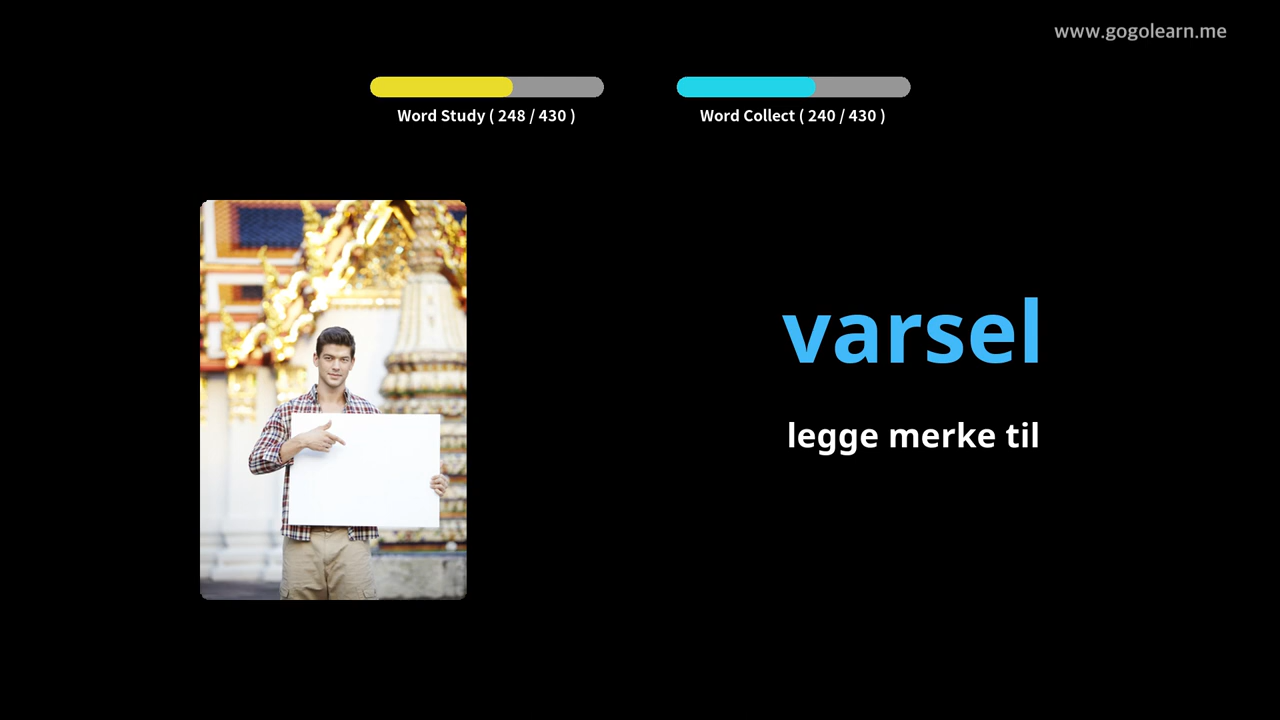 www.gogolearn.me
Word Study ( 248 / 430 )
Word Collect ( 240 / 430 )
varsel
legge merke til